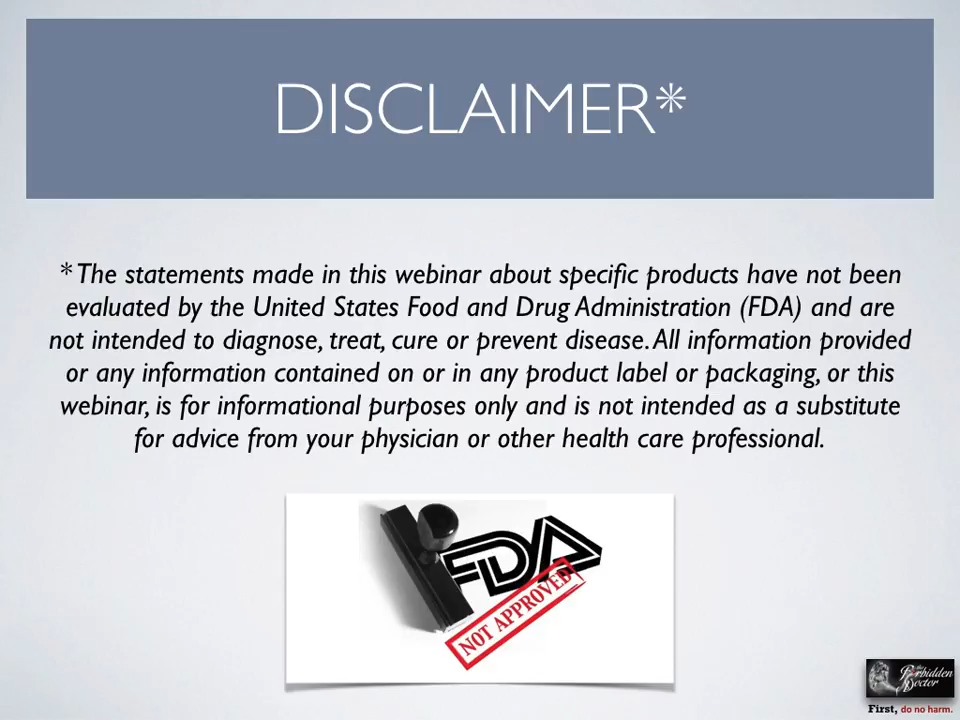 DISCLAIMER*
* The statements made in this webinar about specific products have not been
evaluated by the United States Food and Drug Administration (FDA) and are
not intended to diagnose, treat, cure or prevent disease. All information provided
or any information contained on or in any product label or packaging, or this
webinar, is for informational purposes only and is not intended as a substitute
for advice from your physician or other health care professional.
FDA
NOT APPROVED
the Forbidden
Doctor
First, do no harm.